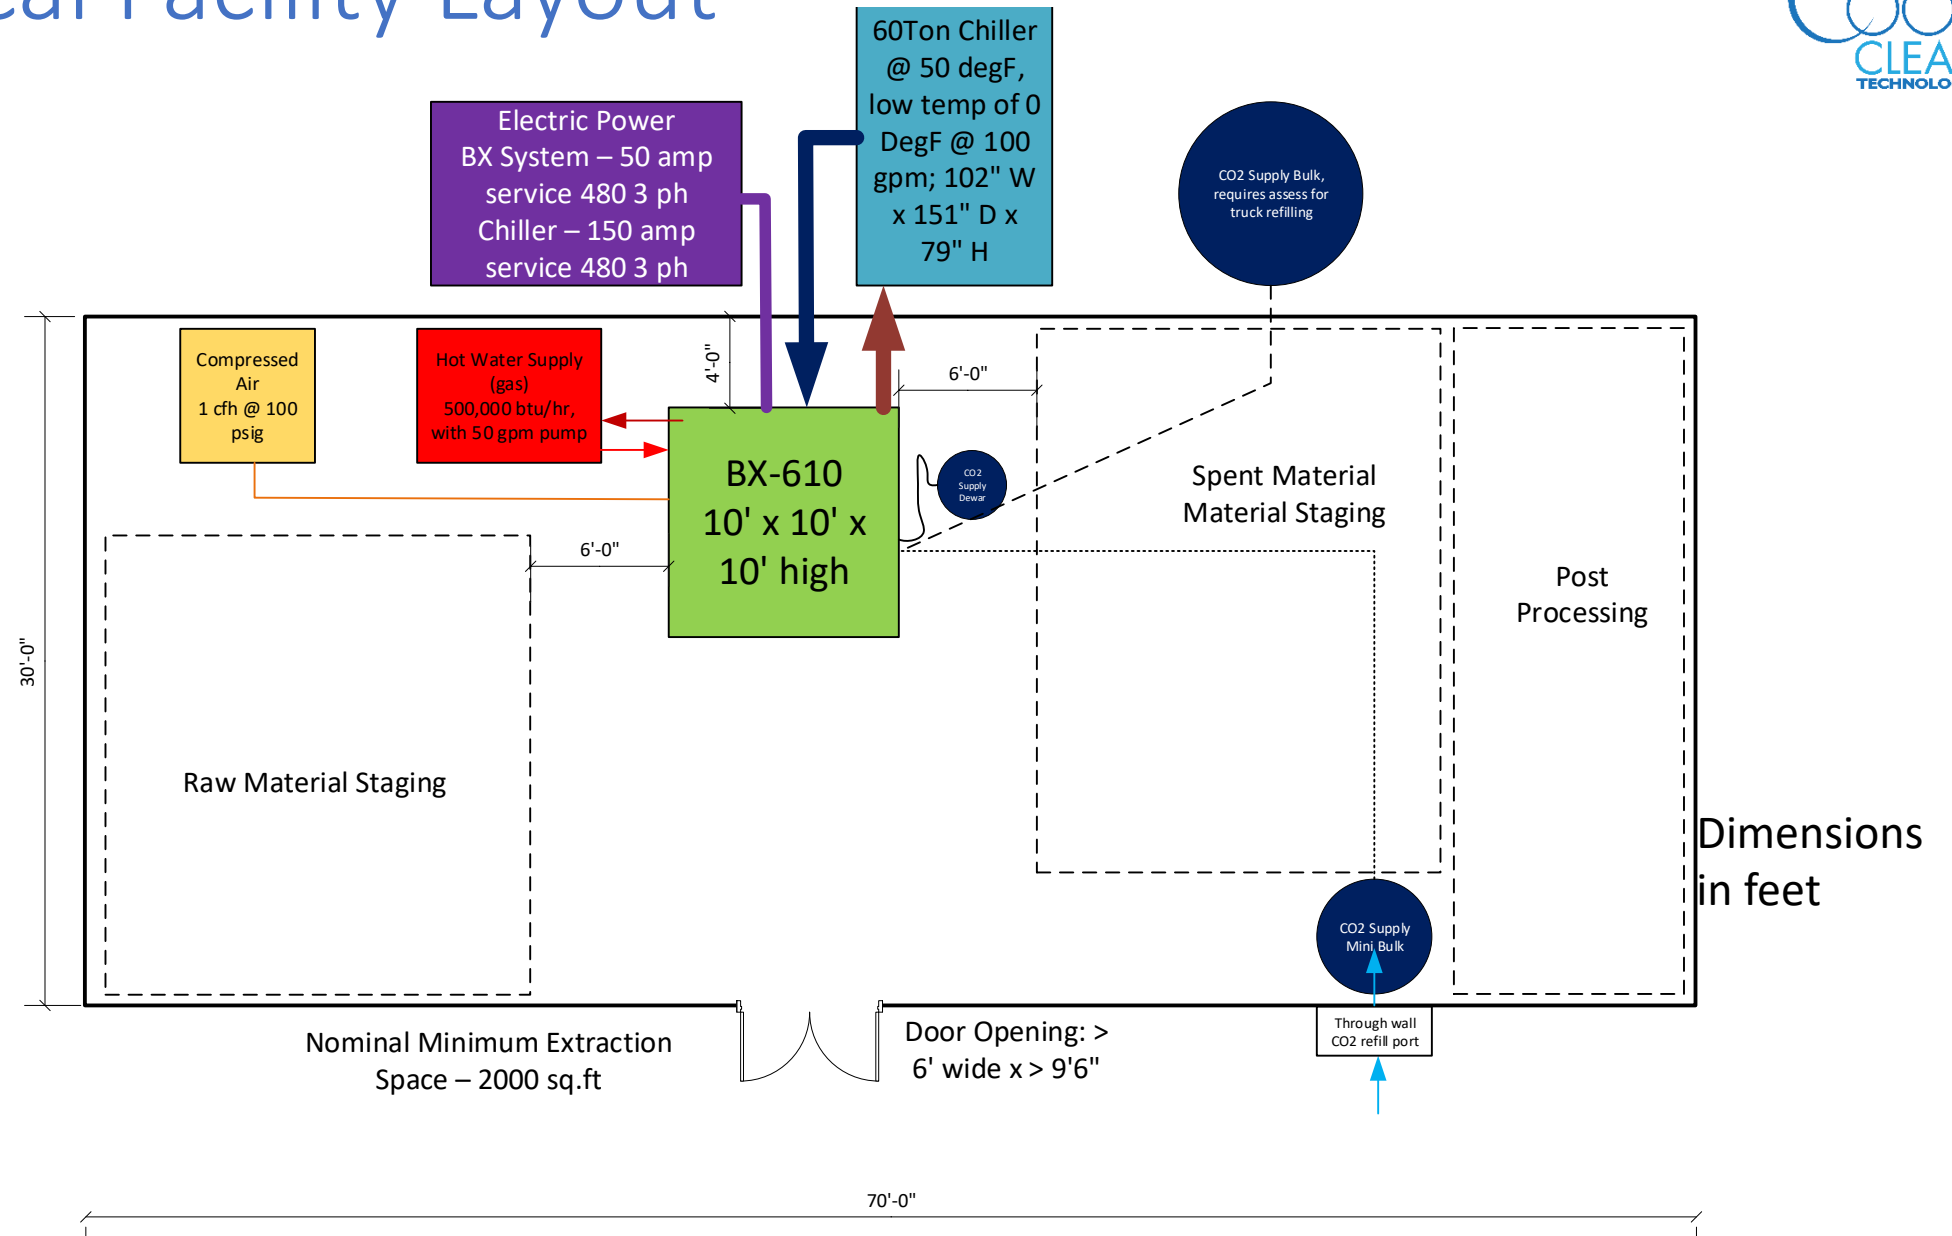 cal Facility Layout
COO
CLEA
TECHNOLO
60Ton Chiller
@ 50 degF,
low temp of 0
DegF @ 100
gpm; 102" W
x 151" D x
79" H
Electric Power
BX System – 50 amp
service 480 3 ph
Chiller – 150 amp
service 480 3 ph
CO2 Supply Bulk,
requires assess for
truck refilling
Compressed
Air
1 cfh @ 100
psig
Hot Water Supply
(gas)
500,000 btu/hr,
with 50 gpm pump
4'-0"
6'-0"
BX-610
10' x 10' x
10' high
CO2
Supply
Dewar
Spent Material
Material Staging
6'-0"
Post
Processing
30'-0"
Raw Material Staging
Dimensions
in feet
CO2 Supply
Mini Bulk
Through wall
CO2 refill port
Nominal Minimum Extraction
Space – 2000 sq.ft
Door Opening: >
6' wide x > 9'6"
70'-0"